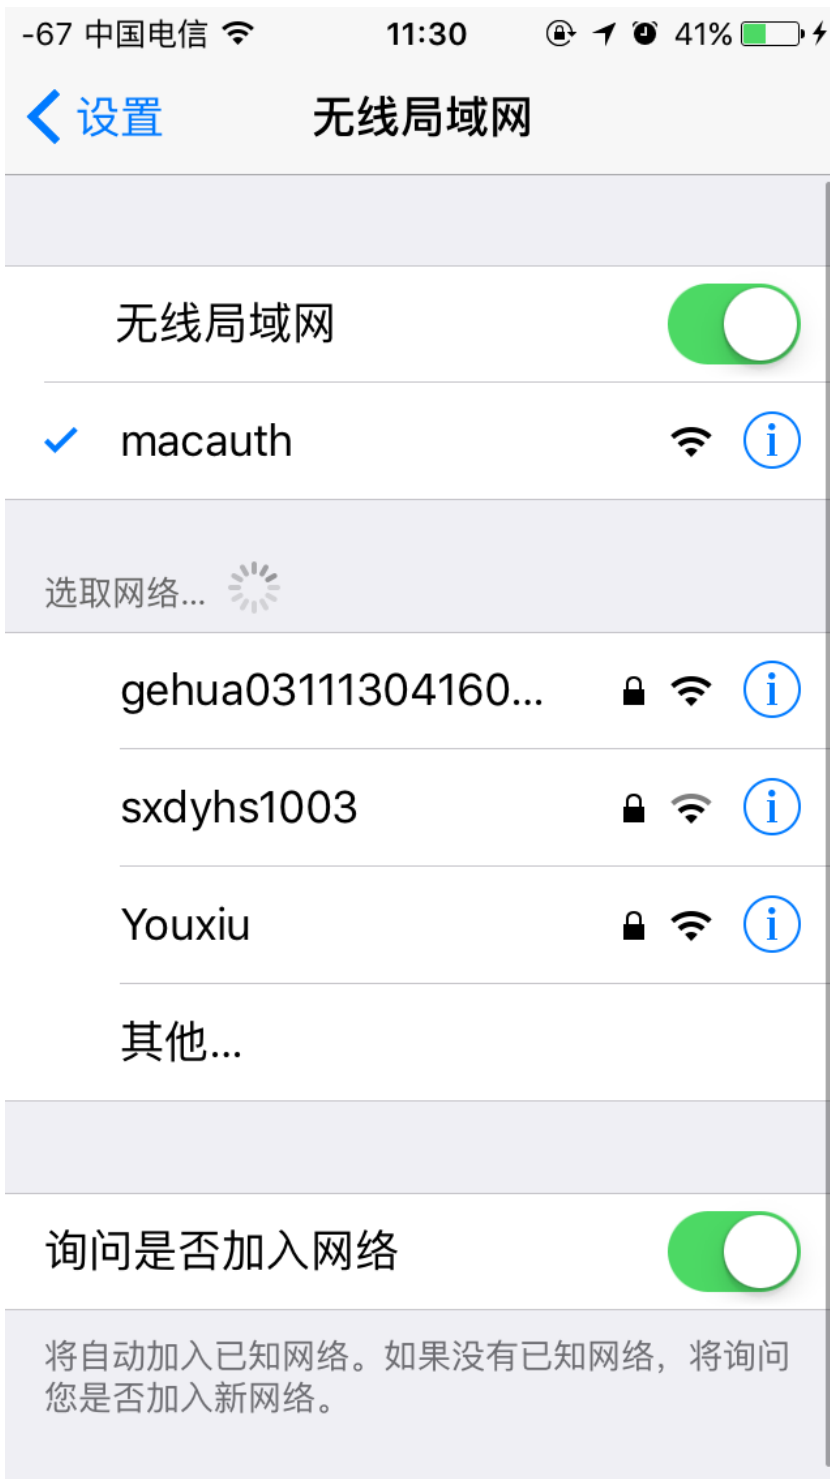 -67 中国电信 11:30 41%
设置 无线局域网
无线局域网
macauth
选取网络...
gehua03111304160...
sxdyhs1003
Youxiu
其他...
询问是否加入网络
将自动加入已知网络。如果没有已知网络，将询问
您是否加入新网络。